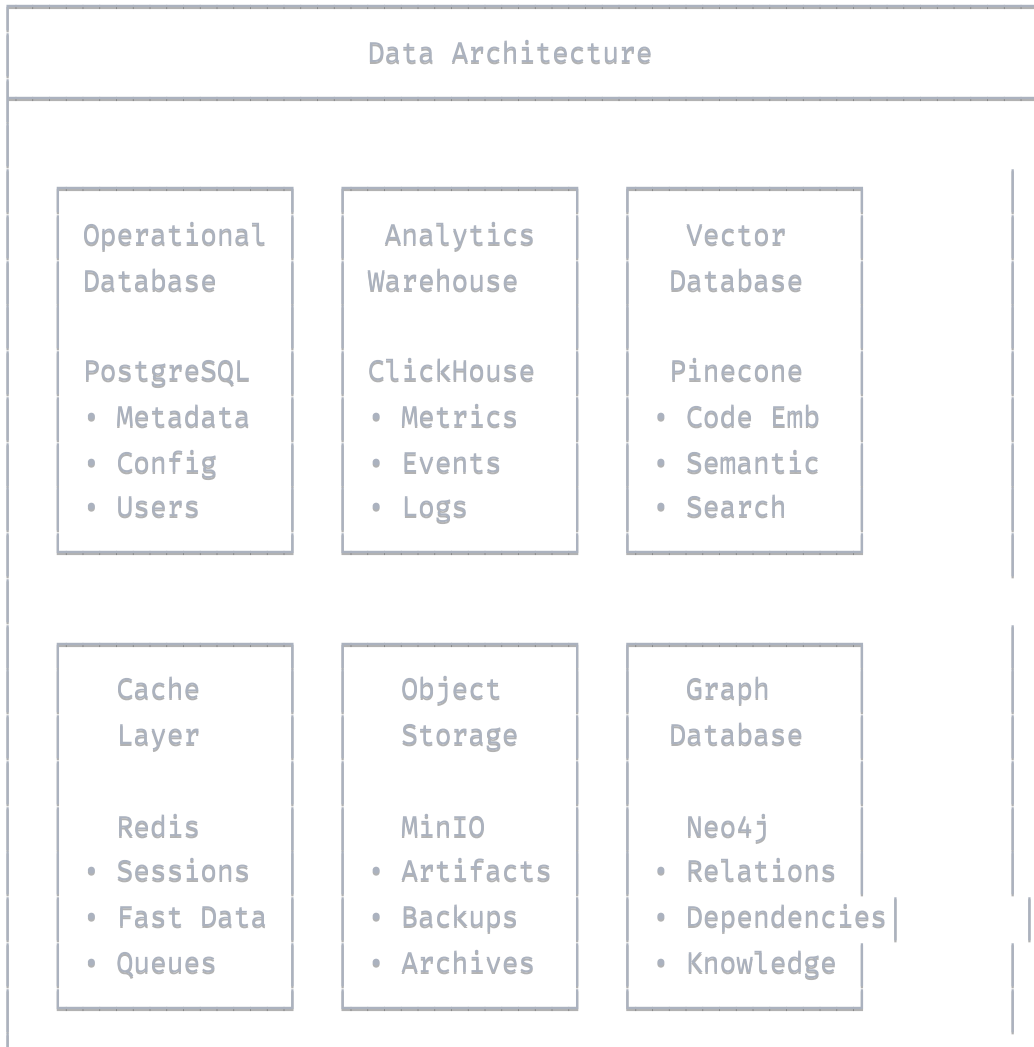 Data Architecture
Operational
Database
PostgreSQL
• Metadata
• Config
• Users
Analytics
Warehouse
ClickHouse
• Metrics
• Events
• Logs
Vector
Database
Pinecone
• Code Emb
• Semantic
• Search
Cache
Layer
Redis
• Sessions
• Fast Data
• Queues
Object
Storage
MinIO
• Artifacts
• Backups
• Archives
Graph
Database
Neo4j
• Relations
• Dependencies
• Knowledge